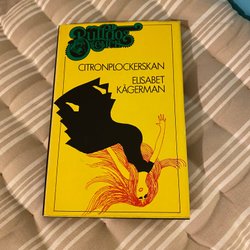 Bulldog
CITRONPLOCKERSKAN
ELISABET
KÅGERMAN